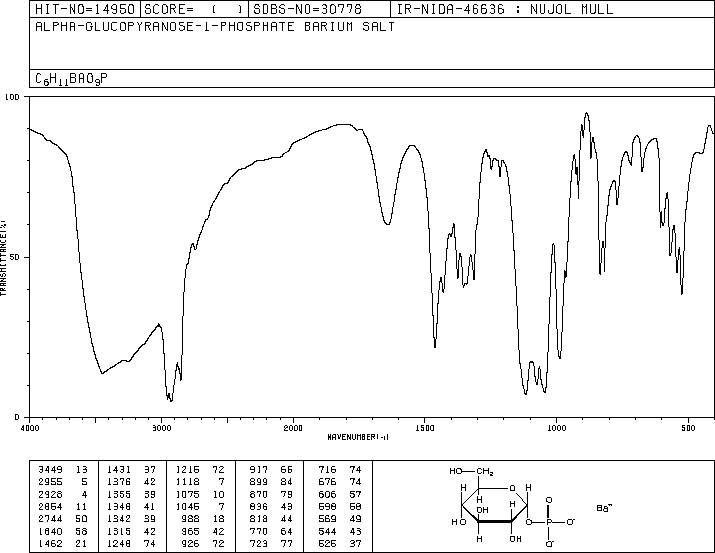 HIT-NO=14950 SCORE= ( ) SDBS-NO=30778 IR-NIDA-46636 : NUJOL MULL
ALPHA-GLUCOPYRANOSE-1-PHOSPHATE BARIUM SALT
C6H11BAO9P
100
50
0
TRANSMITTANCE(%)
4000 3000 2000 1500 1000 500
WAVENUMBER(-1)
3449 13 1431 37 1216 72 917 66 716 74
2955 5 1376 42 1118 7 899 84 676 74
2928 4 1355 39 1075 10 870 79 606 57
2854 11 1348 41 1045 7 836 43 598 58
2744 50 1342 39 988 18 818 44 569 49
1640 58 1315 42 965 42 770 64 544 43
1462 21 1248 74 926 72 723 77 525 37
HO CH2
H O H
H
OH H
HO O P O-
O
O-
H OH
Ba2+